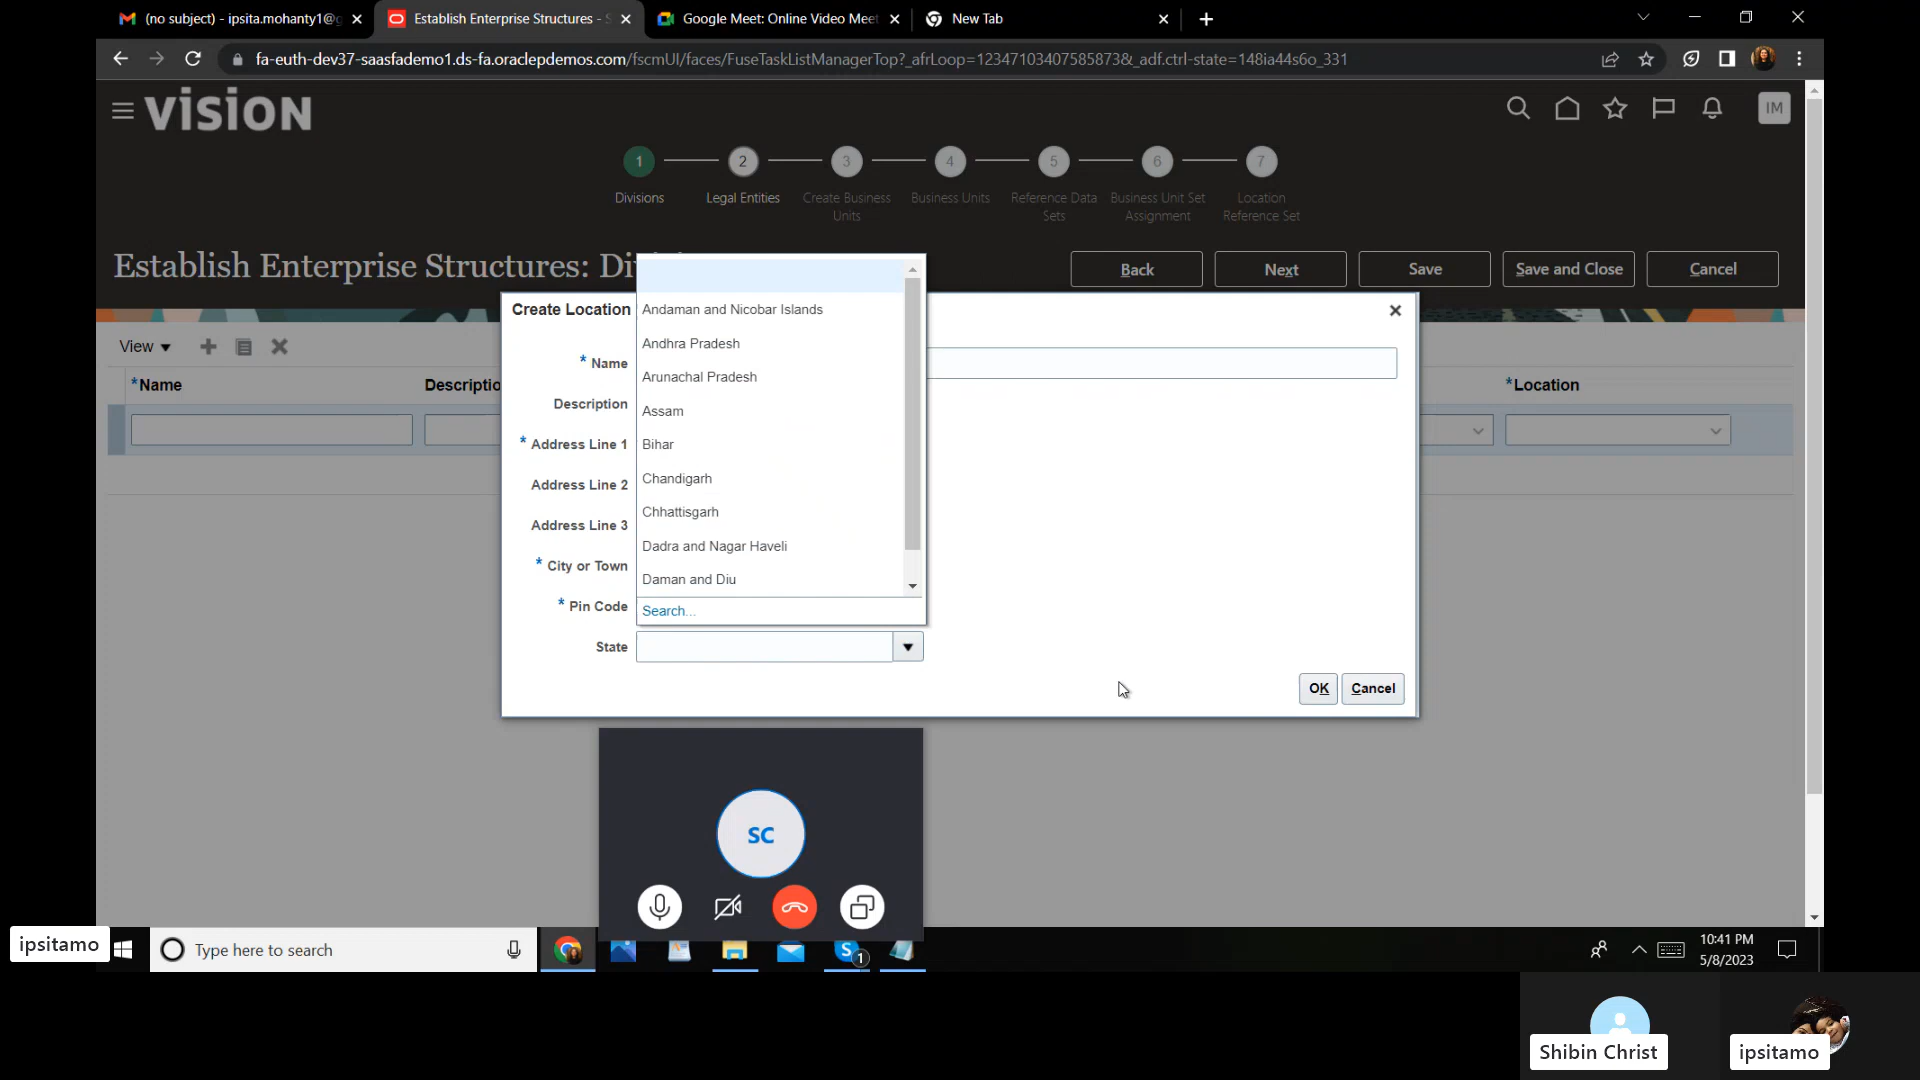 (no subject) - ipsita.mohanty1@g
Establish Enterprise Structures - S
Google Meet: Online Video Meet
New Tab
fa-euth-dev37-saasfademo1.ds-fa.oraclepdemos.com/fscmUI/faces/FuseTaskListManagerTop?_afrLoop=12347103407585873&_adf.ctrl-state=148ia44s6o_331
VISION
IM
1
2
3
4
5
6
7
Divisions
Legal Entities
Create Business Units
Business Units
Reference Data Sets
Business Unit Set Assignment
Location Reference Set
Establish Enterprise Structures: Di
Back
Next
Save
Save and Close
Cancel
View
*Name
Descriptio
*Location
Create Location
* Name
Description
* Address Line 1
Address Line 2
Address Line 3
* City or Town
* Pin Code
State
Andaman and Nicobar Islands
Andhra Pradesh
Arunachal Pradesh
Assam
Bihar
Chandigarh
Chhattisgarh
Dadra and Nagar Haveli
Daman and Diu
Search...
OK
Cancel
SC
ipsitamo
Type here to search
S
1
10:41 PM
5/8/2023
Shibin Christ
ipsitamo